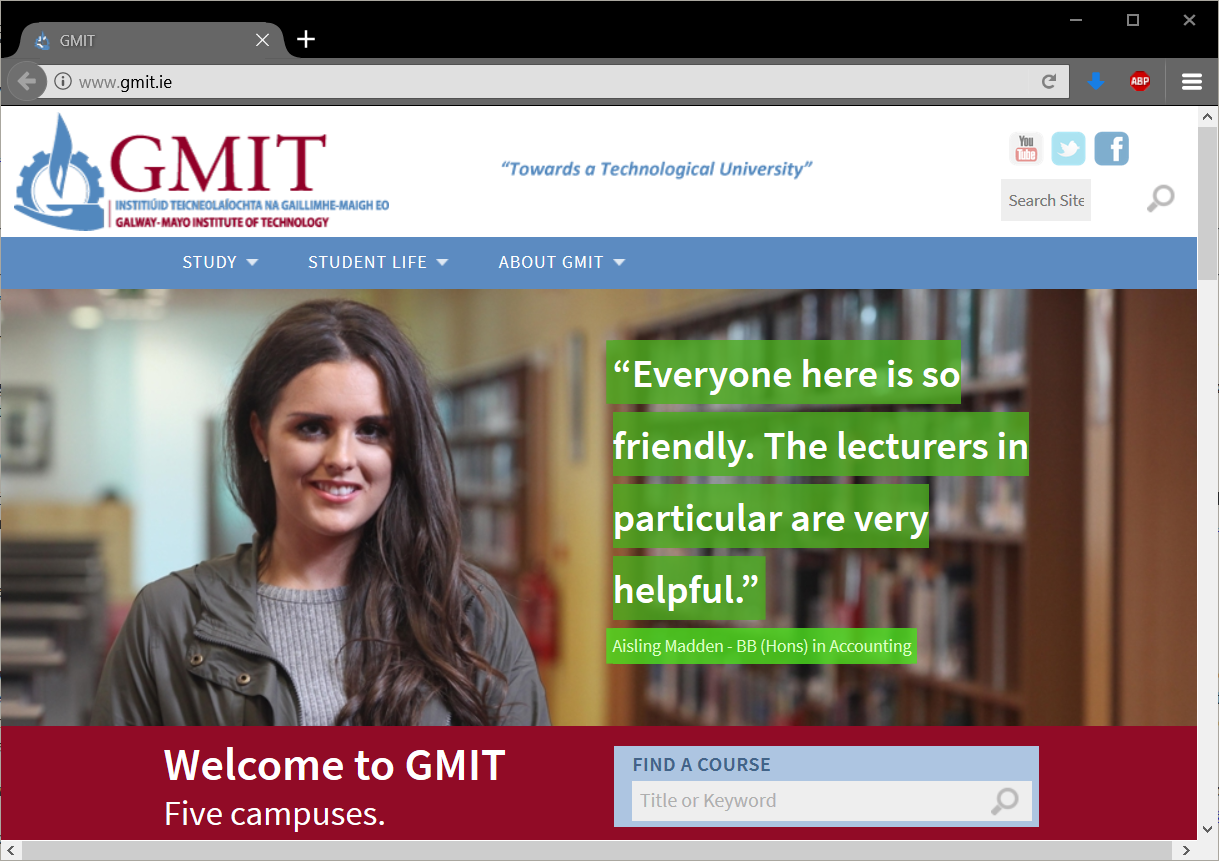 GMIT
www.gmit.ie
ABP
GMIT
INSTITIÚID TEICNEOLAÍOCHTA NA GAILLIMHE-MAIGH EO
GALWAY-MAYO INSTITUTE OF TECHNOLOGY
“Towards a Technological University”
You
Tube
f
Search Site
STUDY
STUDENT LIFE
ABOUT GMIT
“Everyone here is so
friendly. The lecturers in
particular are very
helpful.”
Aisling Madden - BB (Hons) in Accounting
Welcome to GMIT
Five campuses.
FIND A COURSE
Title or Keyword